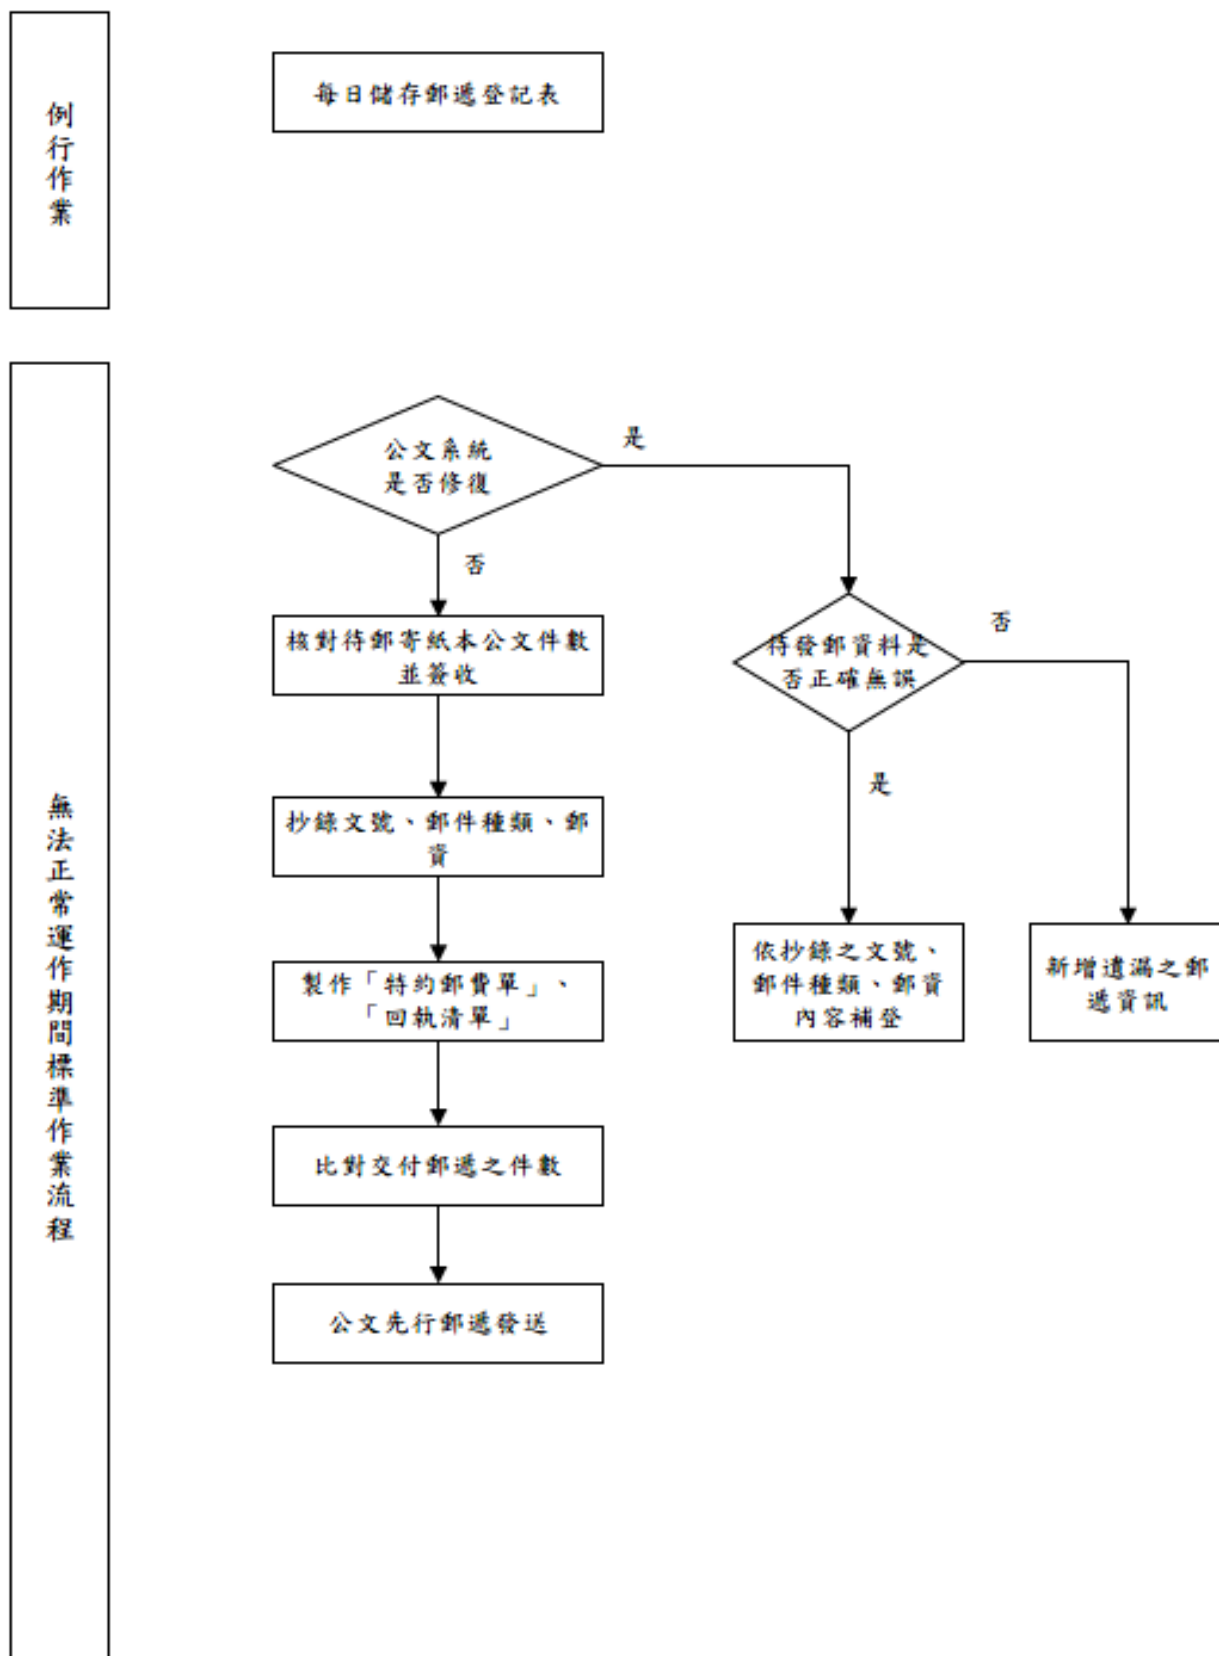 例行作業
每日儲存郵遞登記表
無法正常運作期間標準作業流程
公文系統
是否修復
是
否
核對待郵寄紙本公文件數
並簽收
待發郵資料是
否正確無誤
否
是
抄錄文號、郵件種類、郵
資
製作「特約郵費單」、
「回執清單」
依抄錄之文號、
郵件種類、郵資
內容補登
新增遺漏之郵
遞資訊
比對交付郵遞之件數
公文先行郵遞發送